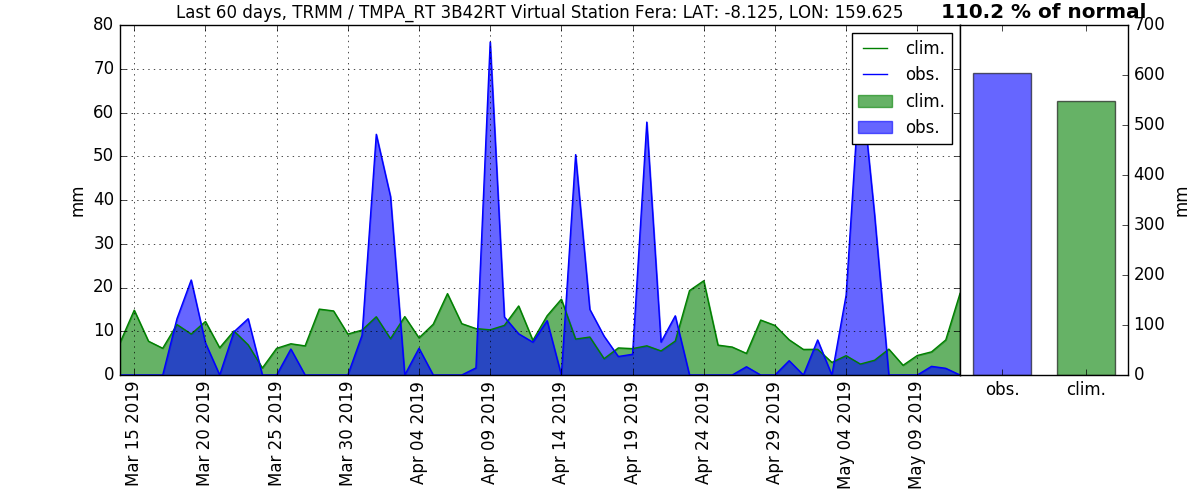 Last 60 days, TRMM / TMPA_RT 3B42RT Virtual Station Fera: LAT: -8.125, LON: 159.625
110.2 % of normal
80
70
60
50
40
30
20
10
0
mm
clim.
obs.
clim.
obs.
700
600
500
400
300
200
100
0
mm
obs.
clim.
Mar 15 2019
Mar 20 2019
Mar 25 2019
Mar 30 2019
Apr 04 2019
Apr 09 2019
Apr 14 2019
Apr 19 2019
Apr 24 2019
Apr 29 2019
May 04 2019
May 09 2019